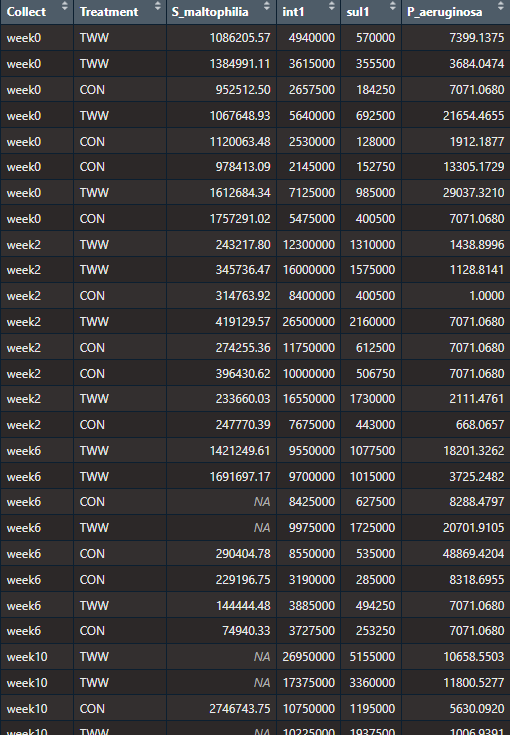 Collect Treatment S_maltophilia int1 sul1 P_aeruginosa
week0 TWW 1086205.57 4940000 570000 7399.1375
week0 TWW 1384991.11 3615000 355500 3684.0474
week0 CON 952512.50 2657500 184250 7071.0680
week0 TWW 1067648.93 5640000 692500 21654.4655
week0 CON 1120063.48 2530000 128000 1912.1877
week0 CON 978413.09 2145000 152750 13305.1729
week0 TWW 1612684.34 7125000 985000 29037.3210
week0 CON 1757291.02 5475000 400500 7071.0680
week2 TWW 243217.80 12300000 1310000 1438.8996
week2 TWW 345736.47 16000000 1575000 1128.8141
week2 CON 314763.92 8400000 400500 1.0000
week2 TWW 419129.57 26500000 2160000 7071.0680
week2 CON 274255.36 11750000 612500 7071.0680
week2 CON 396430.62 10000000 506750 7071.0680
week2 TWW 233660.03 16550000 1730000 2111.4761
week2 CON 247770.39 7675000 443000 668.0657
week6 TWW 1421249.61 9550000 1077500 18201.3262
week6 TWW 1691697.17 9700000 1015000 3725.2482
week6 CON NA 8425000 627500 8288.4797
week6 TWW NA 9975000 1725000 20701.9105
week6 CON 290404.78 8550000 535000 48869.4204
week6 CON 229196.75 3190000 285000 8318.6955
week6 TWW 144444.48 3885000 494250 7071.0680
week6 CON 74940.33 3727500 253250 7071.0680
week10 TWW NA 26950000 5155000 10658.5503
week10 TWW NA 17375000 3360000 11800.5277
week10 CON 2746743.75 10750000 1195000 5630.0920
week10 TWW NA 10225000 1937500 1006.9391